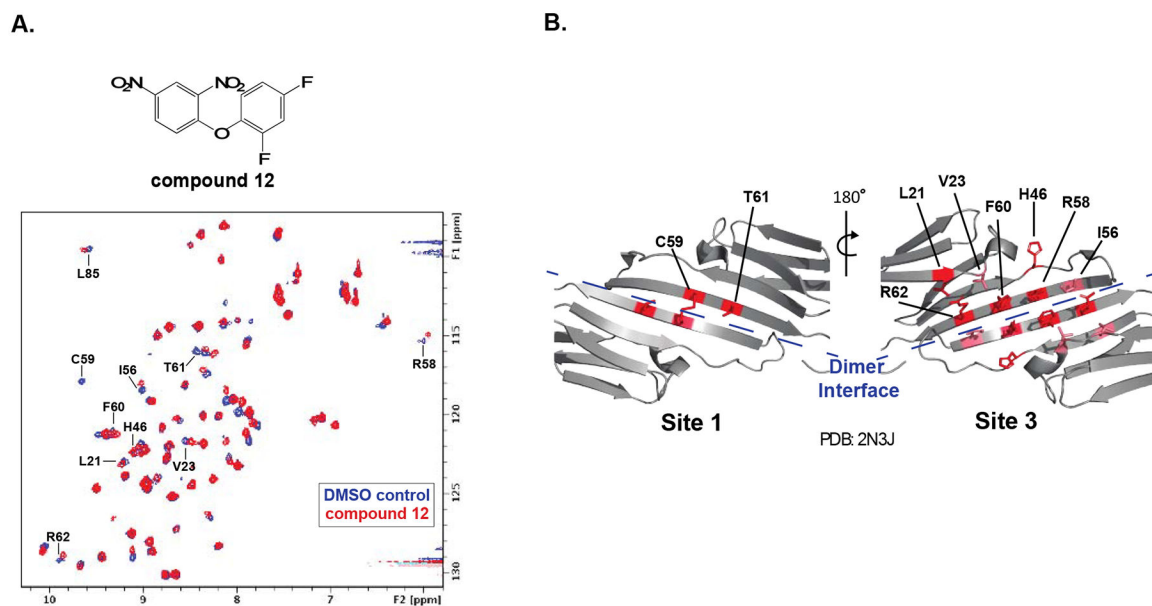 A.
B.
O₂N
NO₂
F
O
F
compound 12
F1 [ppm]
L85
115
R58
T61
C59
I56
120
F60
H46
L21
V23
125
DMSO control
compound 12
R62
130
10
9
8
7
F2 [ppm]
T61
C59
180°
L21
V23
H46
R58
F60
I56
R62
Dimer
Interface
Site 1
Site 3
PDB: 2N3J